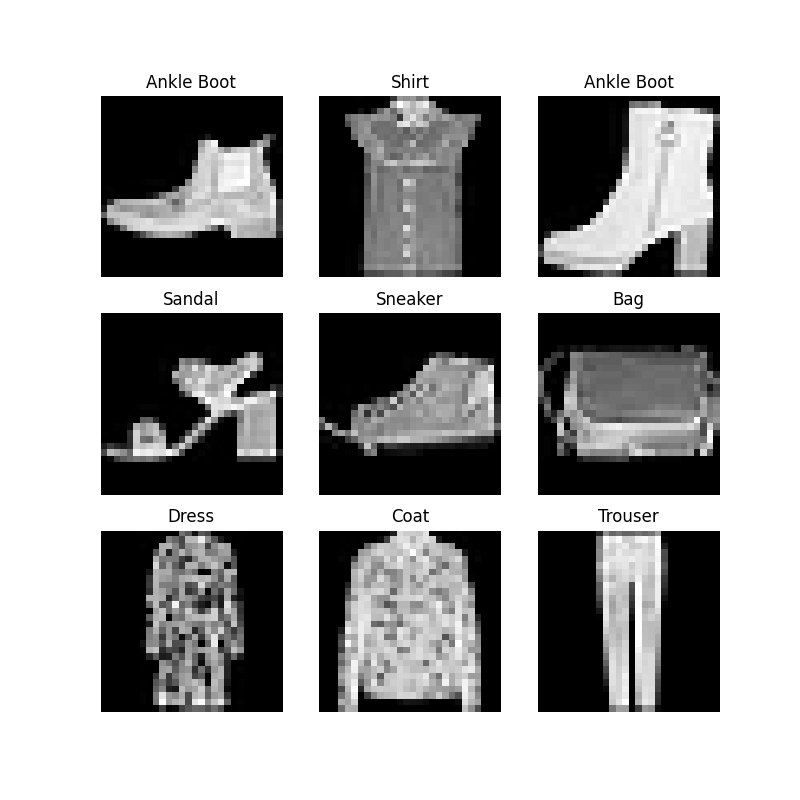 Ankle Boot
Shirt
Ankle Boot
Sandal
Sneaker
Bag
Dress
Coat
Trouser